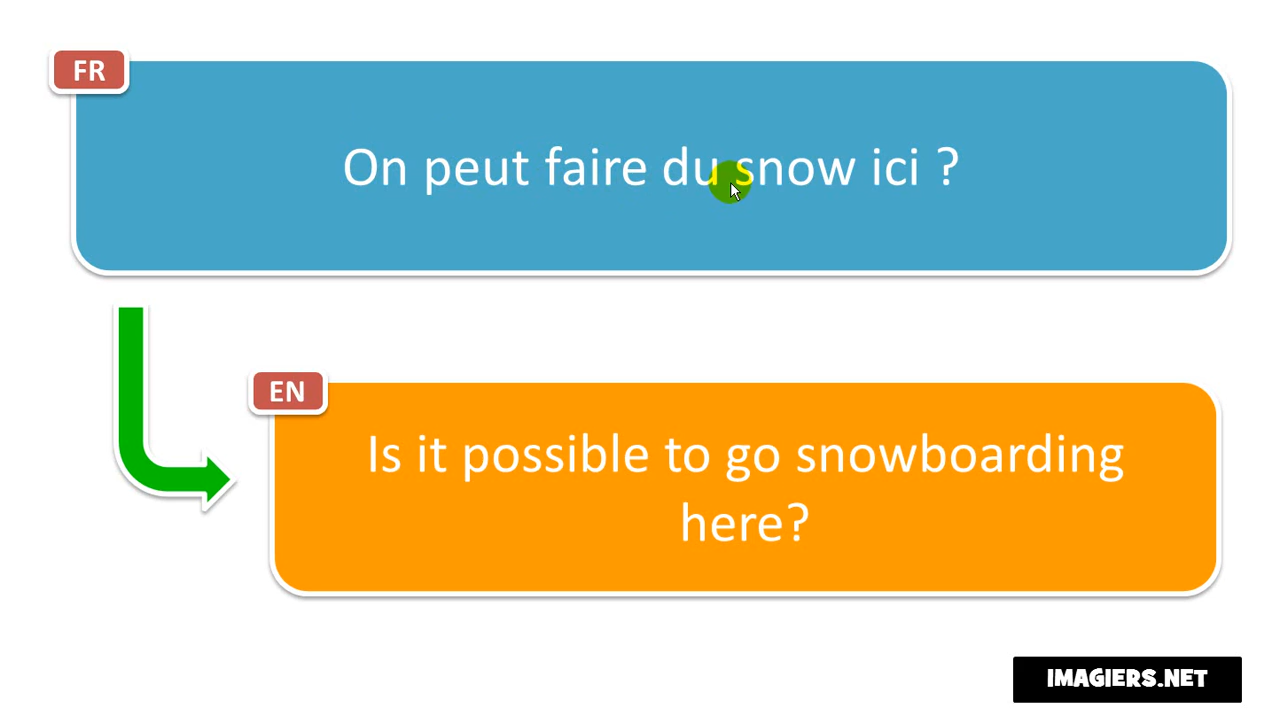 FR
On peut faire du snow ici ?
EN
Is it possible to go snowboarding
here?
IMAGIERS.NET